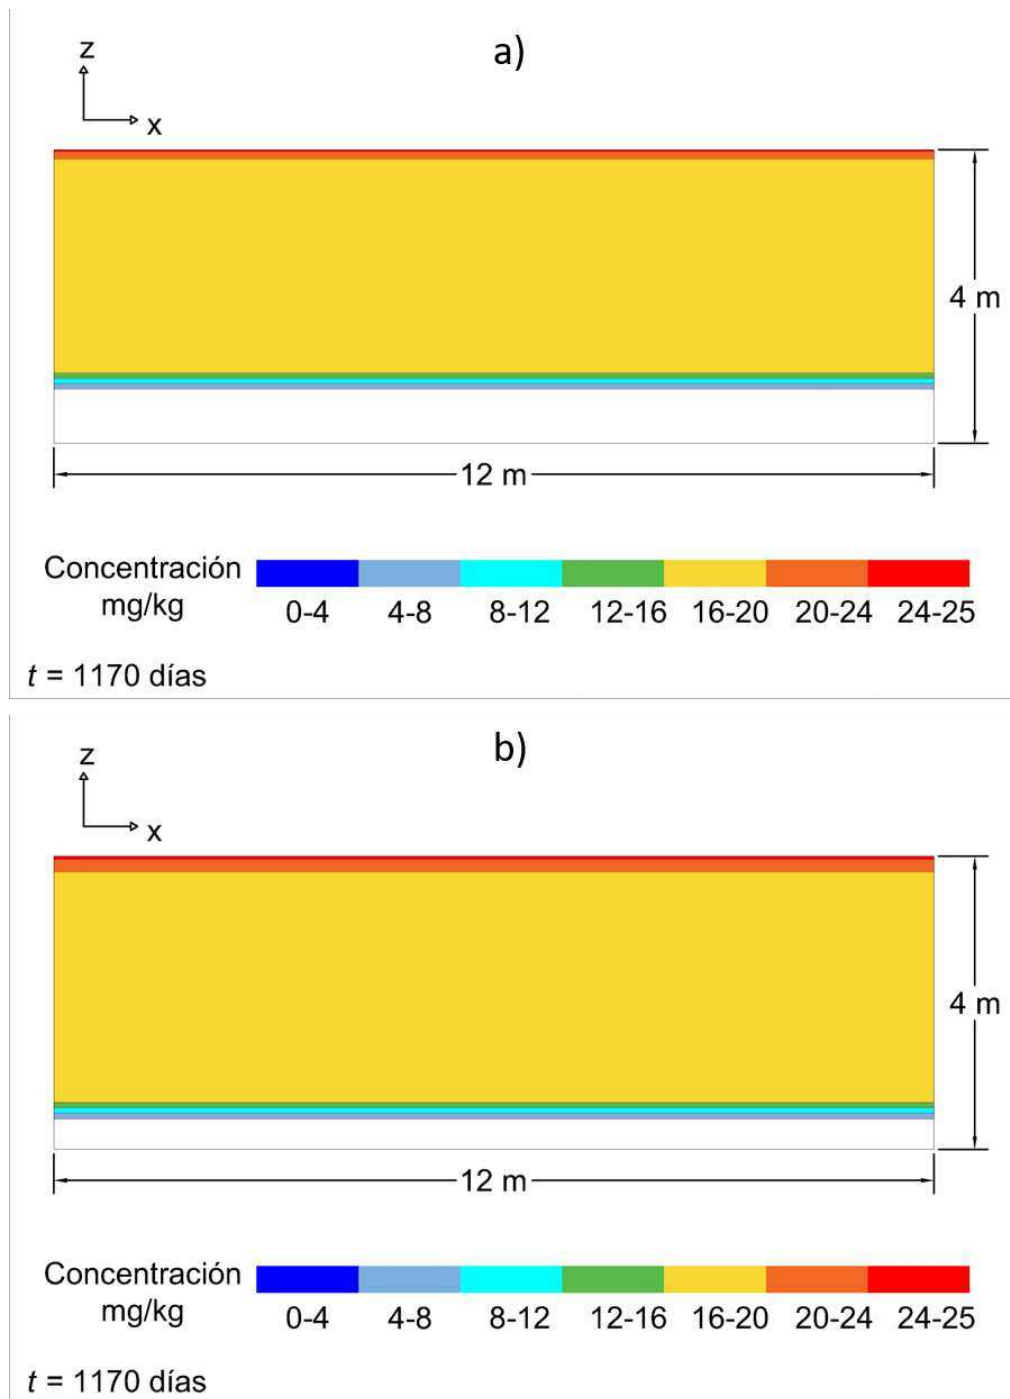 a)
z
x
4 m
12 m
Concentración
mg/kg
0-4 4-8 8-12 12-16 16-20 20-24 24-25
t = 1170 días
b)
z
x
4 m
12 m
Concentración
mg/kg
0-4 4-8 8-12 12-16 16-20 20-24 24-25
t = 1170 días